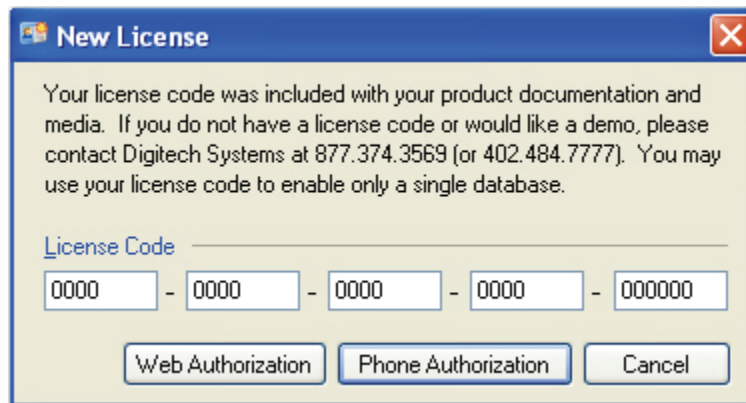 New License
Your license code was included with your product documentation and
media.  If you do not have a license code or would like a demo, please
contact Digitech Systems at 877.374.3569 (or 402.484.7777).  You may
use your license code to enable only a single database.
License Code
0000 - 0000 - 0000 - 0000 - 000000
Web Authorization Phone Authorization Cancel